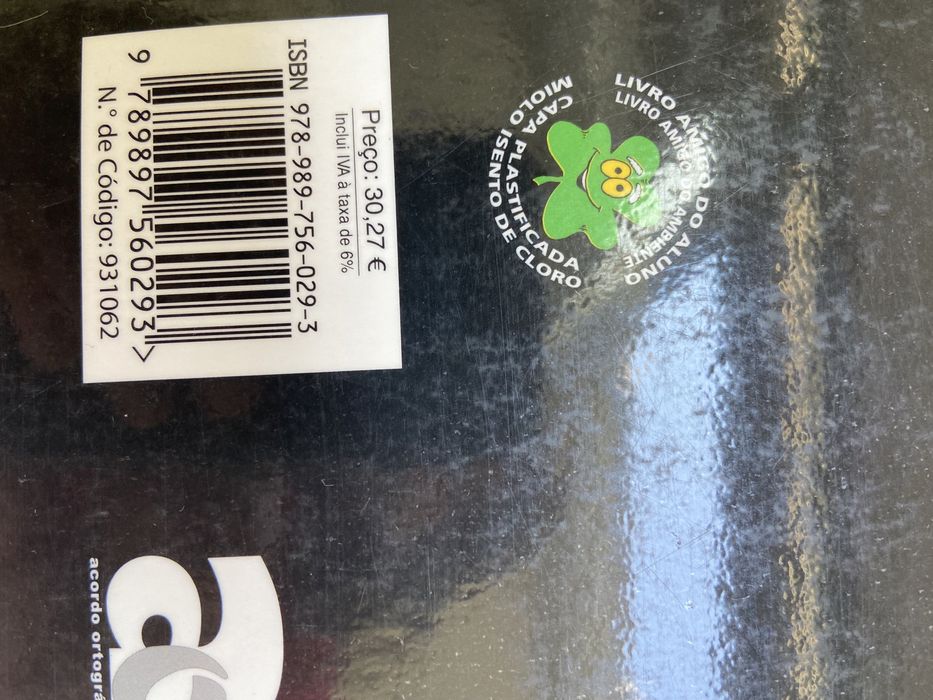 Preço: 30,27 €
Inclui IVA à taxa de 6%
ISBN 978-989-756-029-3
9 789897 560293 >
N.º de Código: 931062
LIVRO AMIGO DO ALUNO
LIVRO AMIGO DO AMBIENTE
CAPA PLASTIFICADA
MIOLO ISENTO DE CLORO
acordo